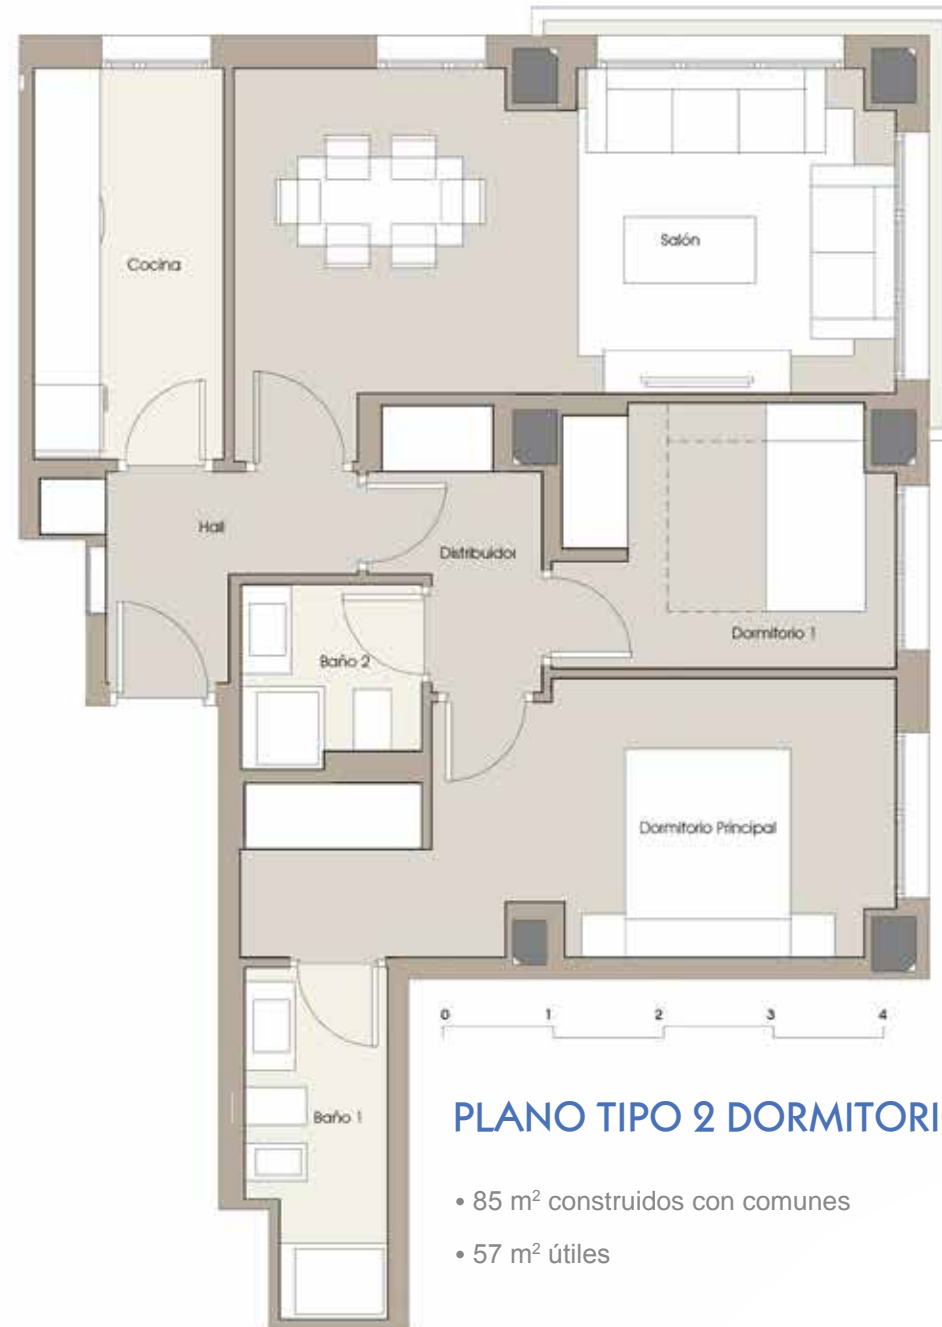 Salón
Cocina
Hall
Distribuidor
Dormitorio 1
Baño 2
Dormitorio Principal
0 1 2 3 4
Baño 1
PLANO TIPO 2 DORMITORI
• 85 m² construidos con comunes
• 57 m² útiles